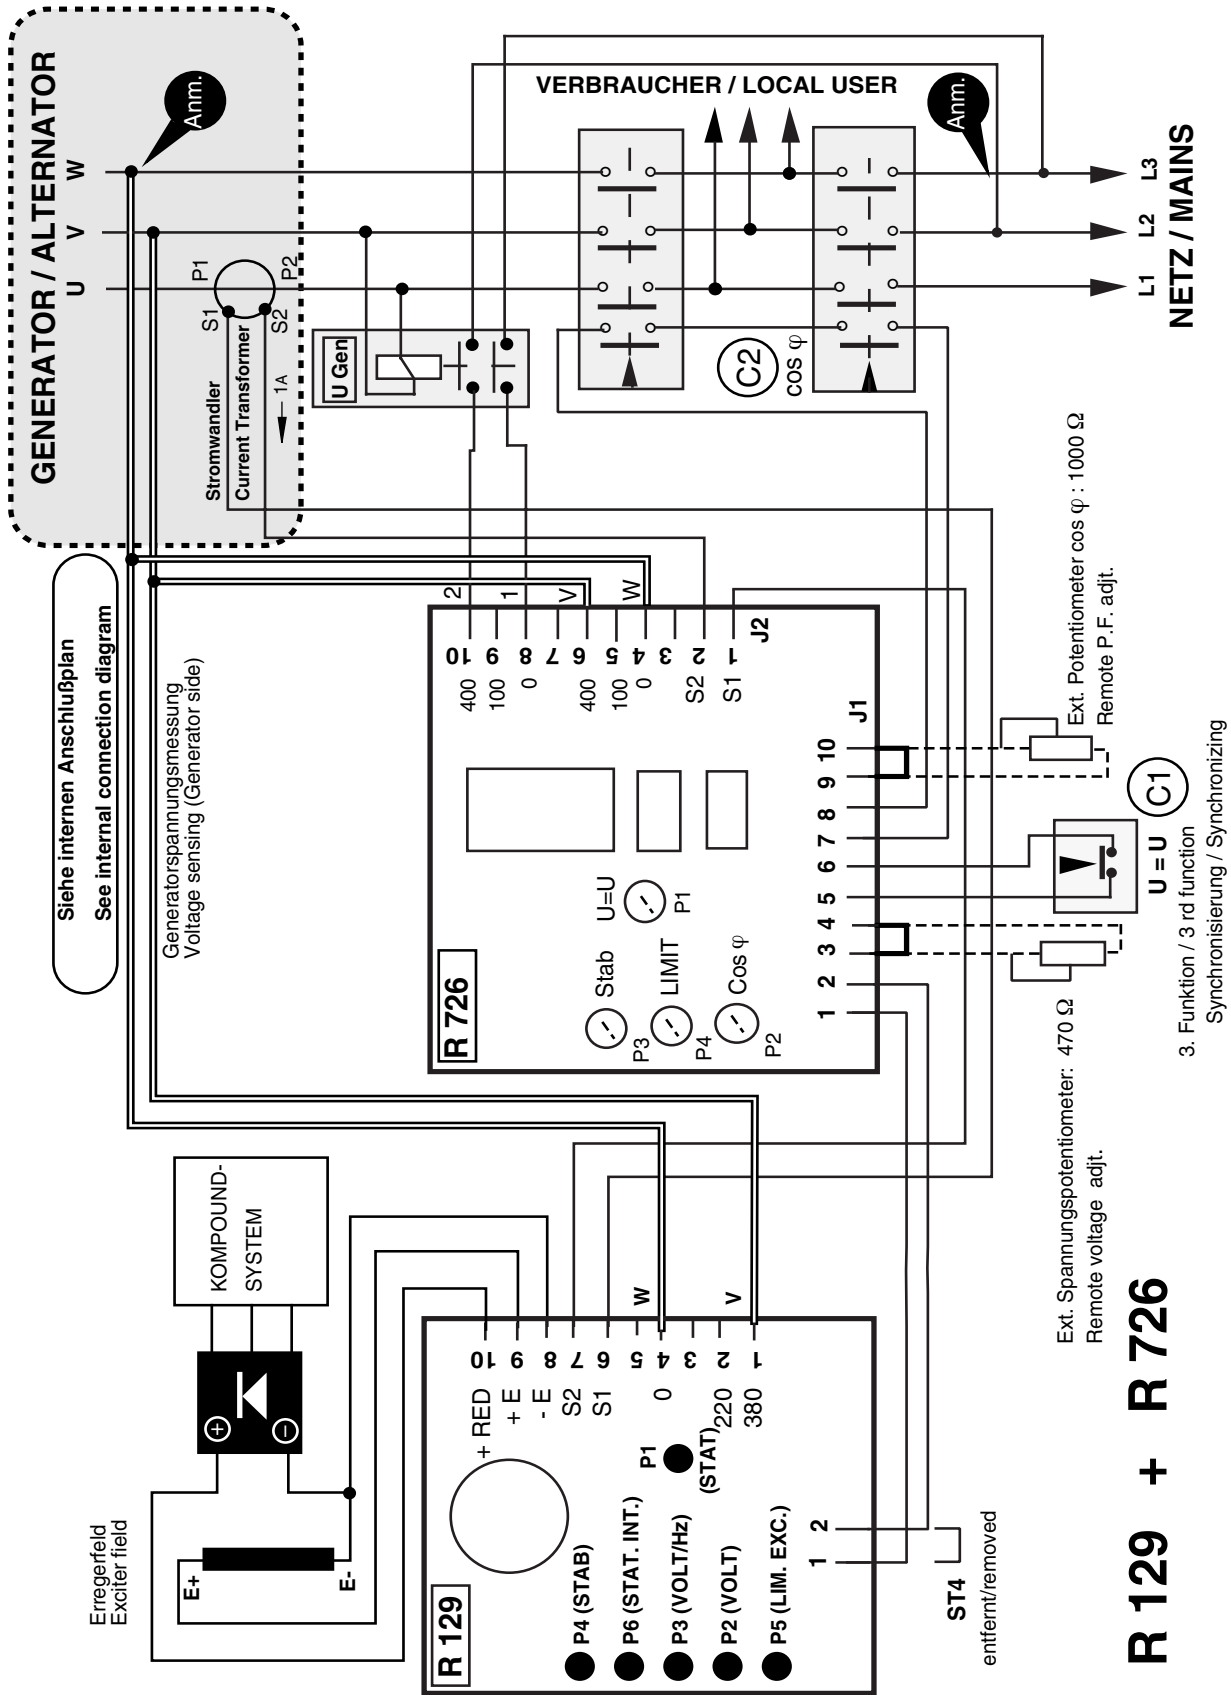 GENERATOR / ALTERNATOR
U
V
W
Anm.
P1
P2
S1
S2
Stromwandler
Current Transformer
1A
Siehe internen Anschlußplan
See internal connection diagram
Generatorspannungsmessung
Voltage sensing (Generator side)
U Gen
VERBRAUCHER / LOCAL USER
Anm.
C2
cos φ
L1
L2
L3
NETZ / MAINS
R 726
2
1
V
W
10
9
8
7
6
5
4
3
2
1
J2
400
100
0
400
100
0
S2
S1
Stab
P3
LIMIT
P4
Cos φ
P2
U=U
P1
J1
1
2
3
4
5
6
7
8
9
10
Ext. Potentiometer cos φ : 1000 Ω
Remote P.F. adjt.
C1
U = U
3. Funktion / 3 rd function
Synchronisierung / Synchronizing
Ext. Spannungspotentiometer: 470 Ω
Remote voltage adjt.
KOMPOUND-
SYSTEM
+
−
Erregerfeld
Exciter field
E+
E-
R 129
10
9
8
7
6
5
4
3
2
1
W
V
+ RED
+ E
- E
S2
S1
0
220
380
P1
(STAT)
P4 (STAB)
P6 (STAT. INT.)
P3 (VOLT/Hz)
P2 (VOLT)
P5 (LIM. EXC.)
1
2
ST4
entfernt/removed
R 129 + R 726